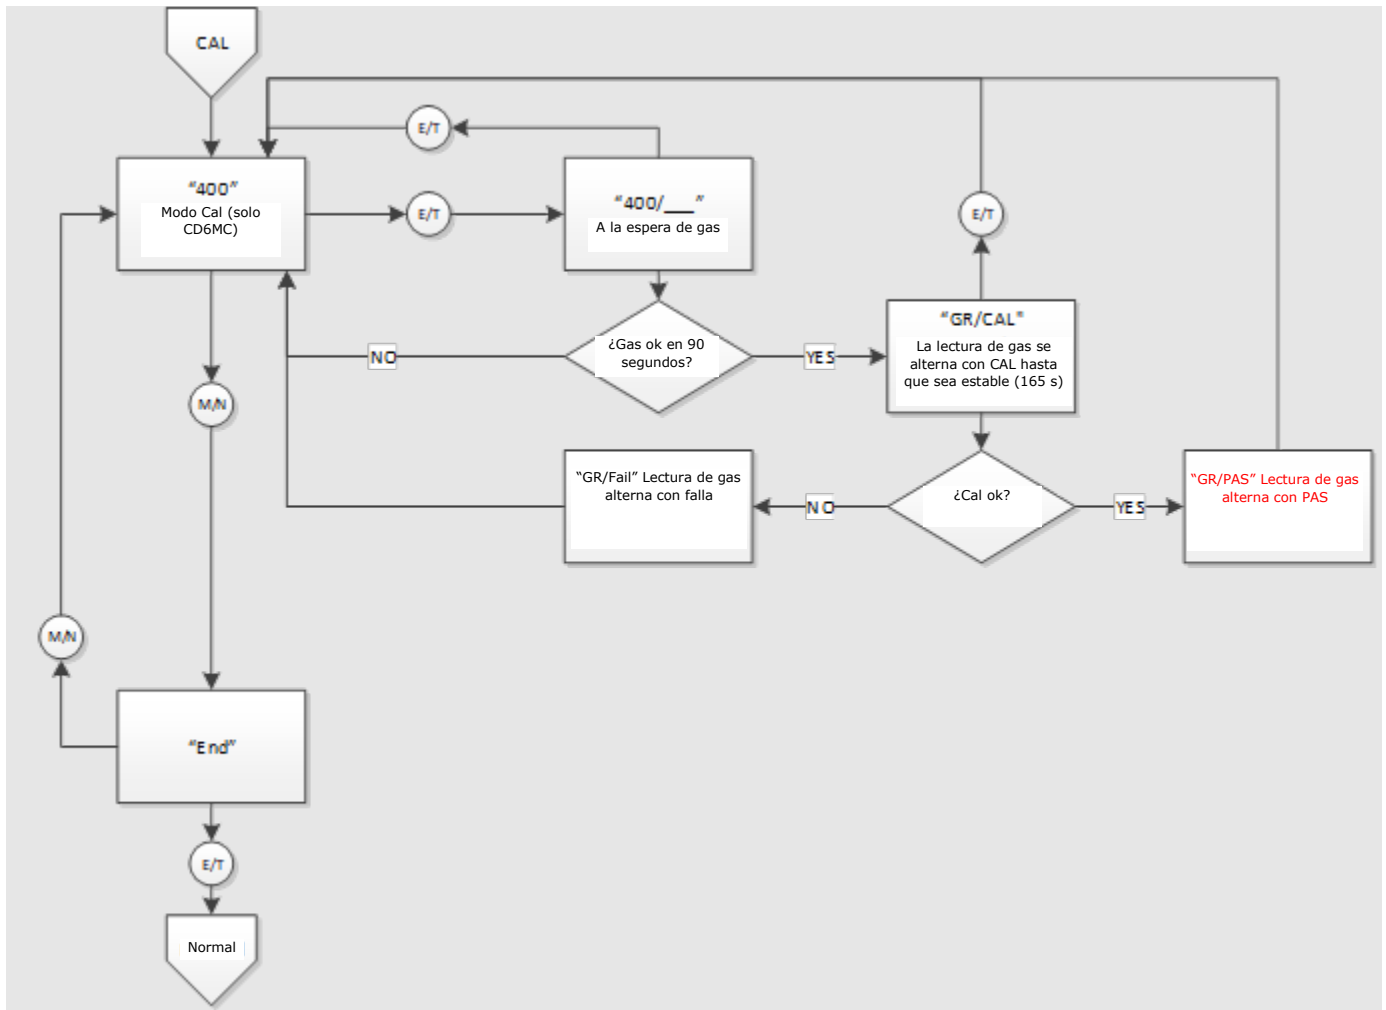 CAL
E/T
“400”
Modo Cal (solo
CD6MC)
E/T
“400/___”
A la espera de gas
E/T
NO
¿Gas ok en 90
segundos?
YES
“GR/CAL"
La lectura de gas se
alterna con CAL hasta
que sea estable (165 s)
M/N
“GR/Fail” Lectura de gas
alterna con falla
NO
¿Cal ok?
YES
“GR/PAS” Lectura de gas
alterna con PAS
M/N
“End”
E/T
Normal